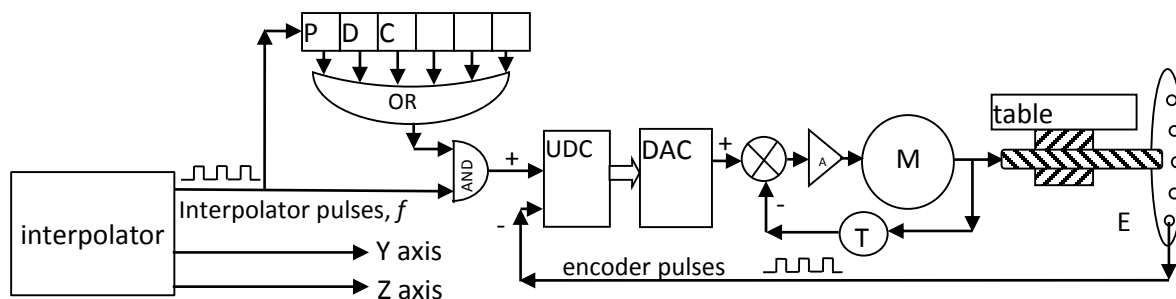 P D C
OR
AND
+
UDC
DAC
+
A
M
table
interpolator
Interpolator pulses, f
-
-
T
E
Y axis
encoder pulses
Z axis